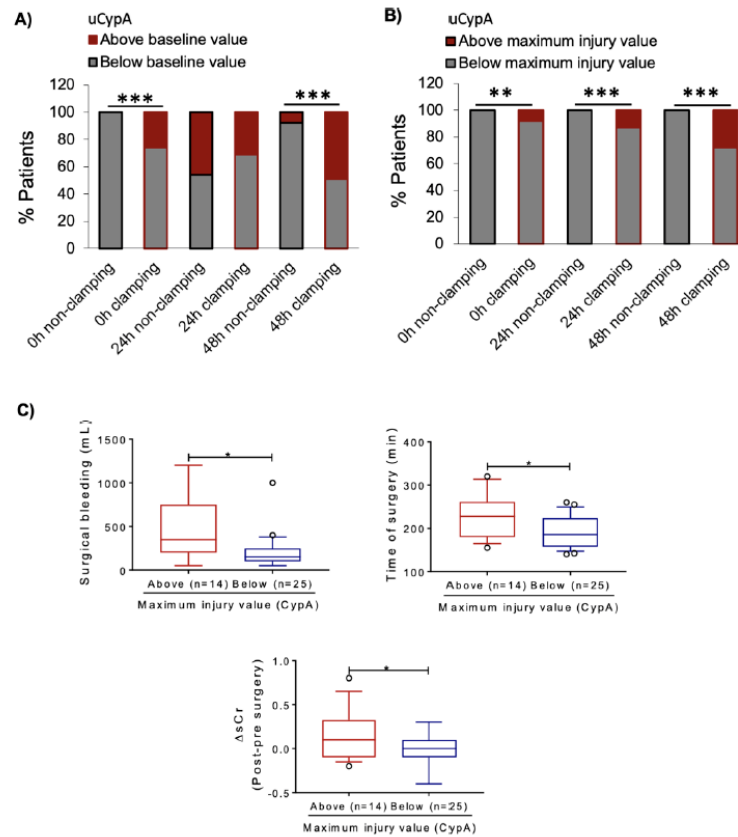 A)
uCypA
Above baseline value
Below baseline value
% Patients
120
100
80
60
40
20
0
***
***
0h non-clamping
0h clamping
24h non-clamping
24h clamping
48h non-clamping
48h clamping
B)
uCypA
Above maximum injury value
Below maximum injury value
% Patients
120
100
80
60
40
20
0
**
***
***
0h non-clamping
0h clamping
24h non-clamping
24h clamping
48h non-clamping
48h clamping
C)
Surgical bleeding (mL)
1500
1000
500
0
*
Above (n=14) Below (n=25)
Maximum injury value (CypA)
Time of surgery (min)
400
300
200
100
*
Above (n=14) Below (n=25)
Maximum injury value (CypA)
ΔsCr
(Post-pre surgery)
1.0
0.5
0.0
-0.5
*
Above (n=14) Below (n=25)
Maximum injury value (CypA)